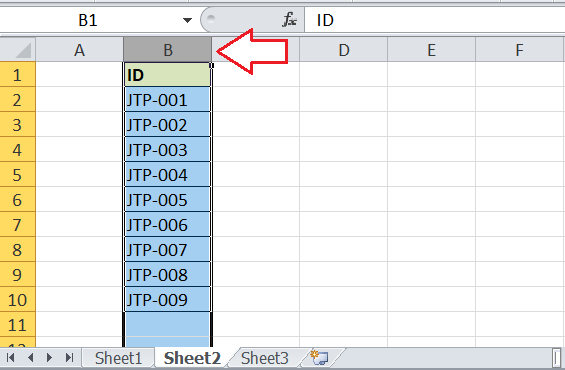 B1 fx ID
A B D E F
1 ID
2 JTP-001
3 JTP-002
4 JTP-003
5 JTP-004
6 JTP-005
7 JTP-006
8 JTP-007
9 JTP-008
10 JTP-009
11
Sheet1 Sheet2 Sheet3